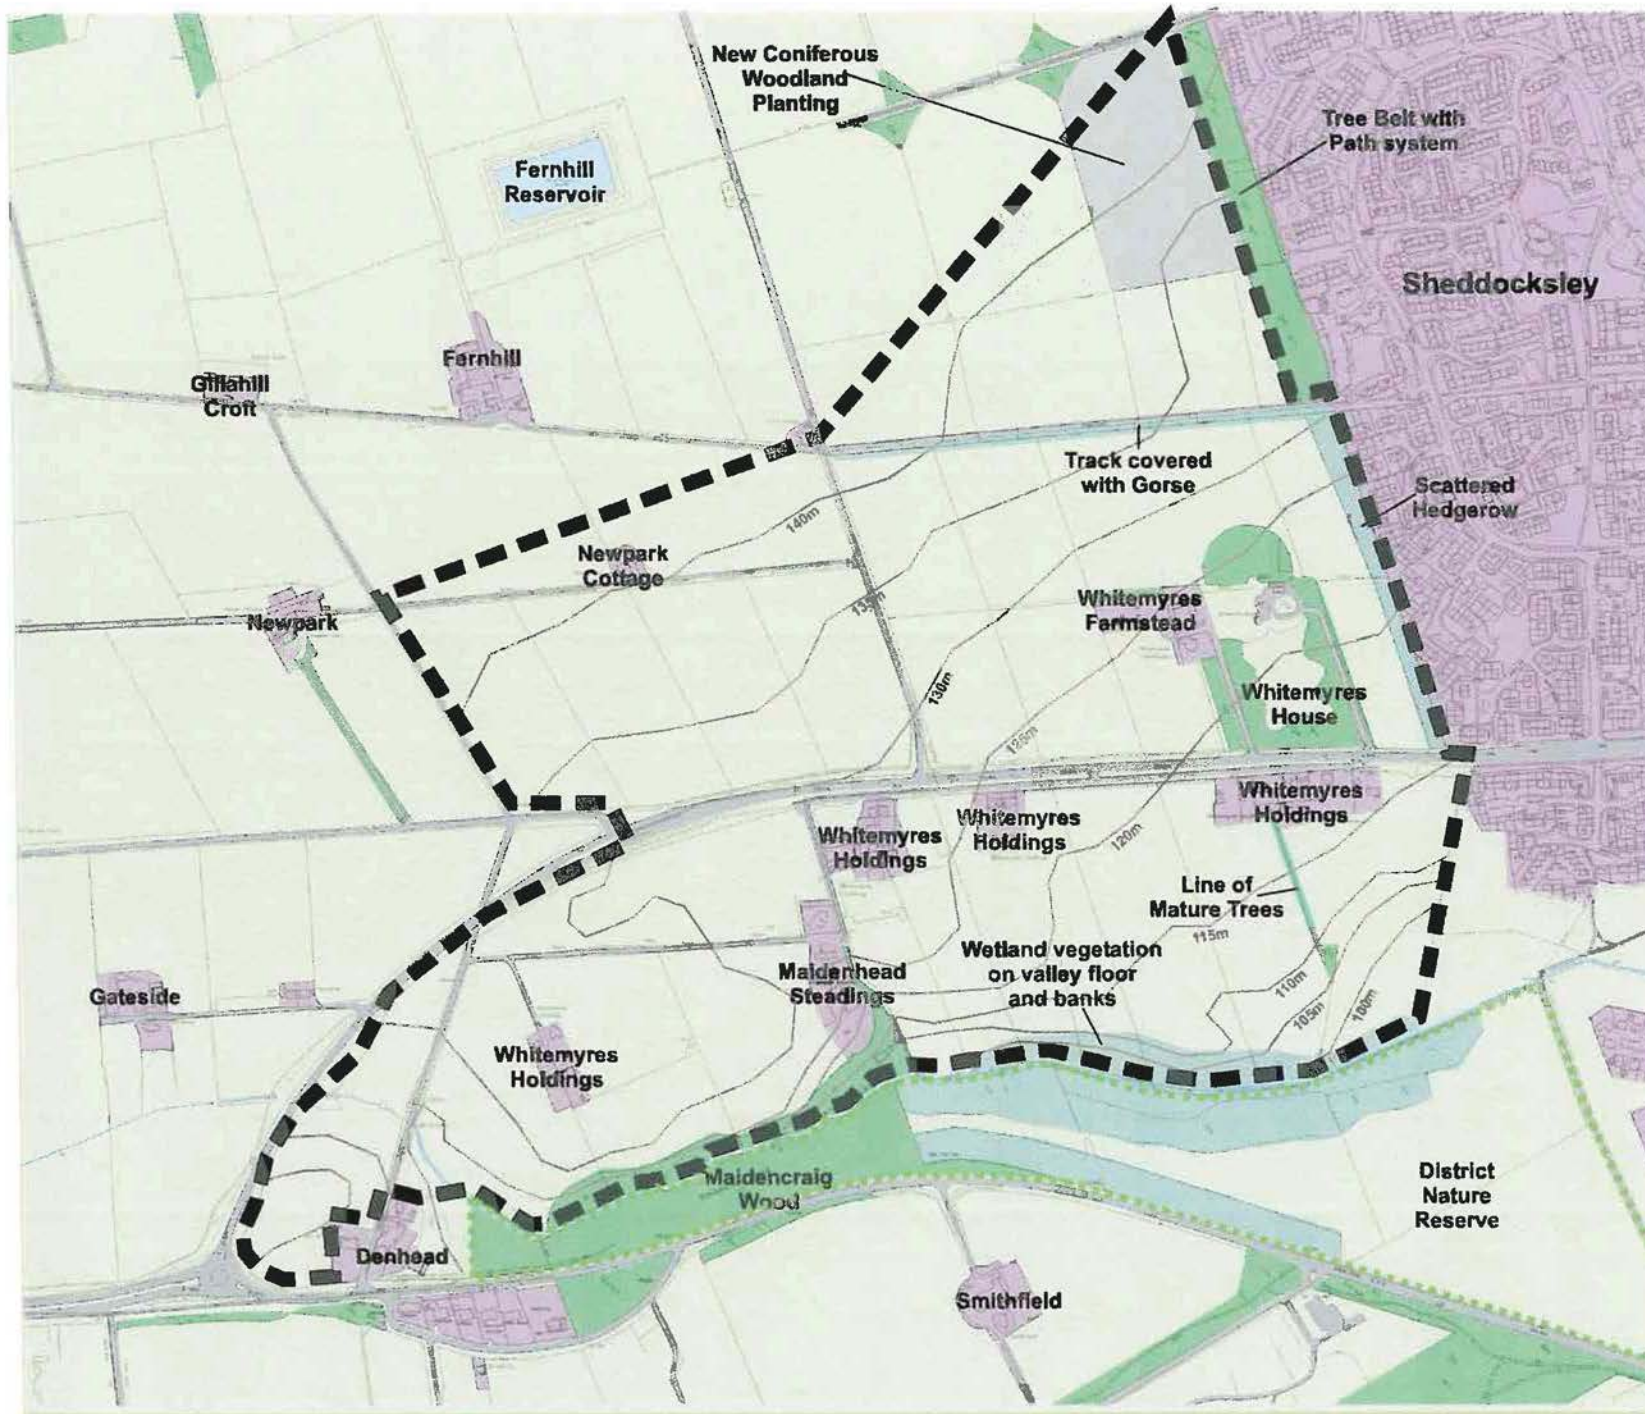 New Coniferous
Woodland
Planting
Tree Belt with
Path system
Fernhill
Reservoir
Sheddocksley
Fernhill
Gillahill
Croft
Track covered
with Gorse
Scattered
Hedgerow
140m
Newpark
Cottage
135m
Newpark
Whitemyres
Farmstead
130m
Whitemyres
House
125m
Whitemyres
Holdings
Whitemyres
Holdings
Whitemyres
Holdings
120m
Line of
Mature Trees
115m
Wetland vegetation
on valley floor
and banks
Maidenhead
Steadings
Gateside
110m
105m
100m
Whitemyres
Holdings
Maidencraig
Wood
District
Nature
Reserve
Denhead
Smithfield